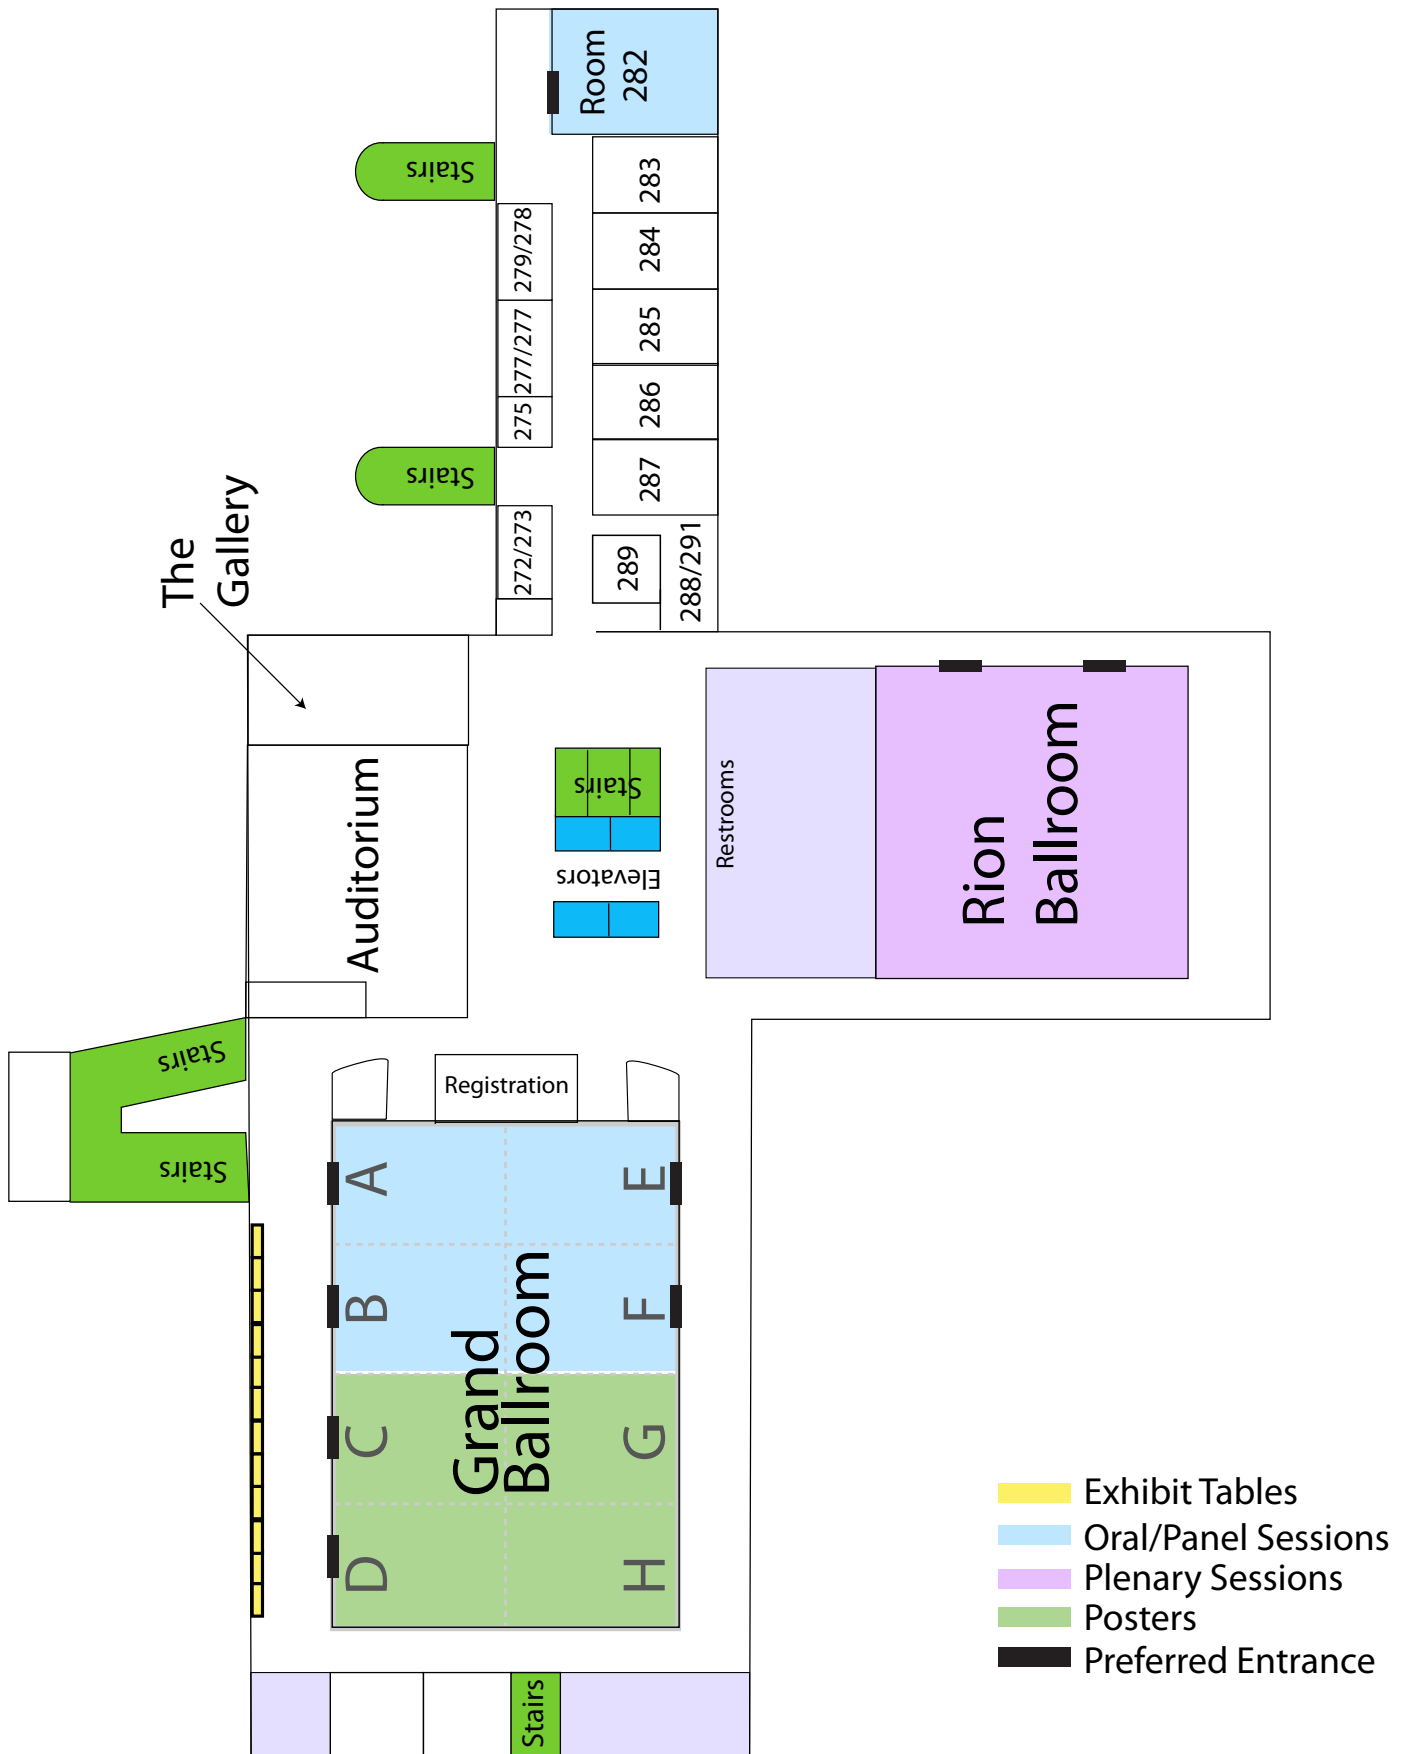 Room
282
Stairs
283
279/278
284
277/277
285
275
286
Stairs
287
The
Gallery
272/273
289
288/291
Stairs
Elevators
Restrooms
Auditorium
Rion
Ballroom
Stairs
Stairs
Registration
A
E
B
F
Grand
Ballroom
C
G
D
H
Stairs
Exhibit Tables
Oral/Panel Sessions
Plenary Sessions
Posters
Preferred Entrance